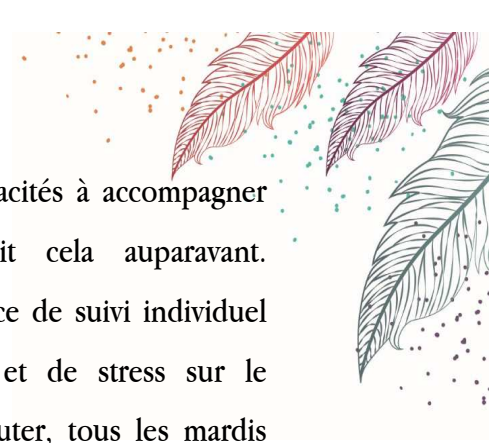 acités à accompagner
it cela auparavant.
ce de suivi individuel
et de stress sur le
uter, tous les mardis